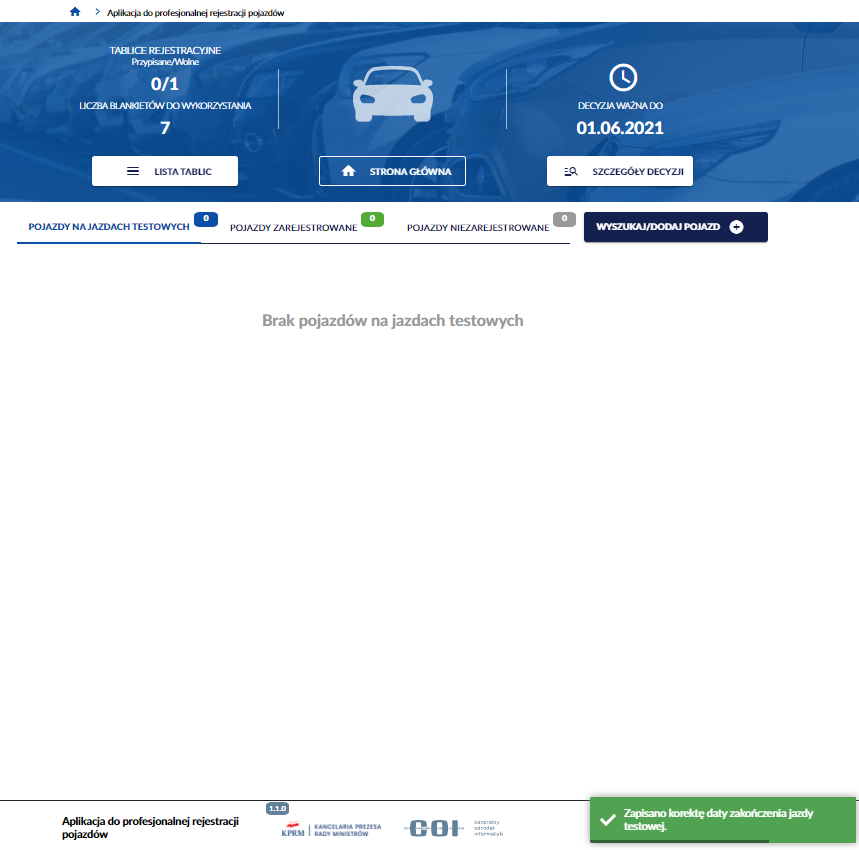 Aplikacja do profesjonalnej rejestracji pojazdów
TABLICE REJESTRACYJNE
Przypisane/Wolne
0/1
LICZBA BLANKIETÓW DO WYKORZYSTANIA
7
LISTA TABLIC
STRONA GŁÓWNA
DECYZJA WAŻNA DO
01.06.2021
SZCZEGÓŁY DECYZJI
POJAZDY NA JAZDACH TESTOWYCH 0
POJAZDY ZAREJESTROWANE 0
POJAZDY NIEZAREJESTROWANE 0
WYSZUKAJ/DODAJ POJAZD
Brak pojazdów na jazdach testowych
Aplikacja do profesjonalnej rejestracji
pojazdów
1.1.0
KPRM
KANCELARIA PREZESA
RADY MINISTRÓW
COI
centralny
ośrodek
informatyki
Zapisano korektę daty zakończenia jazdy
testowej.